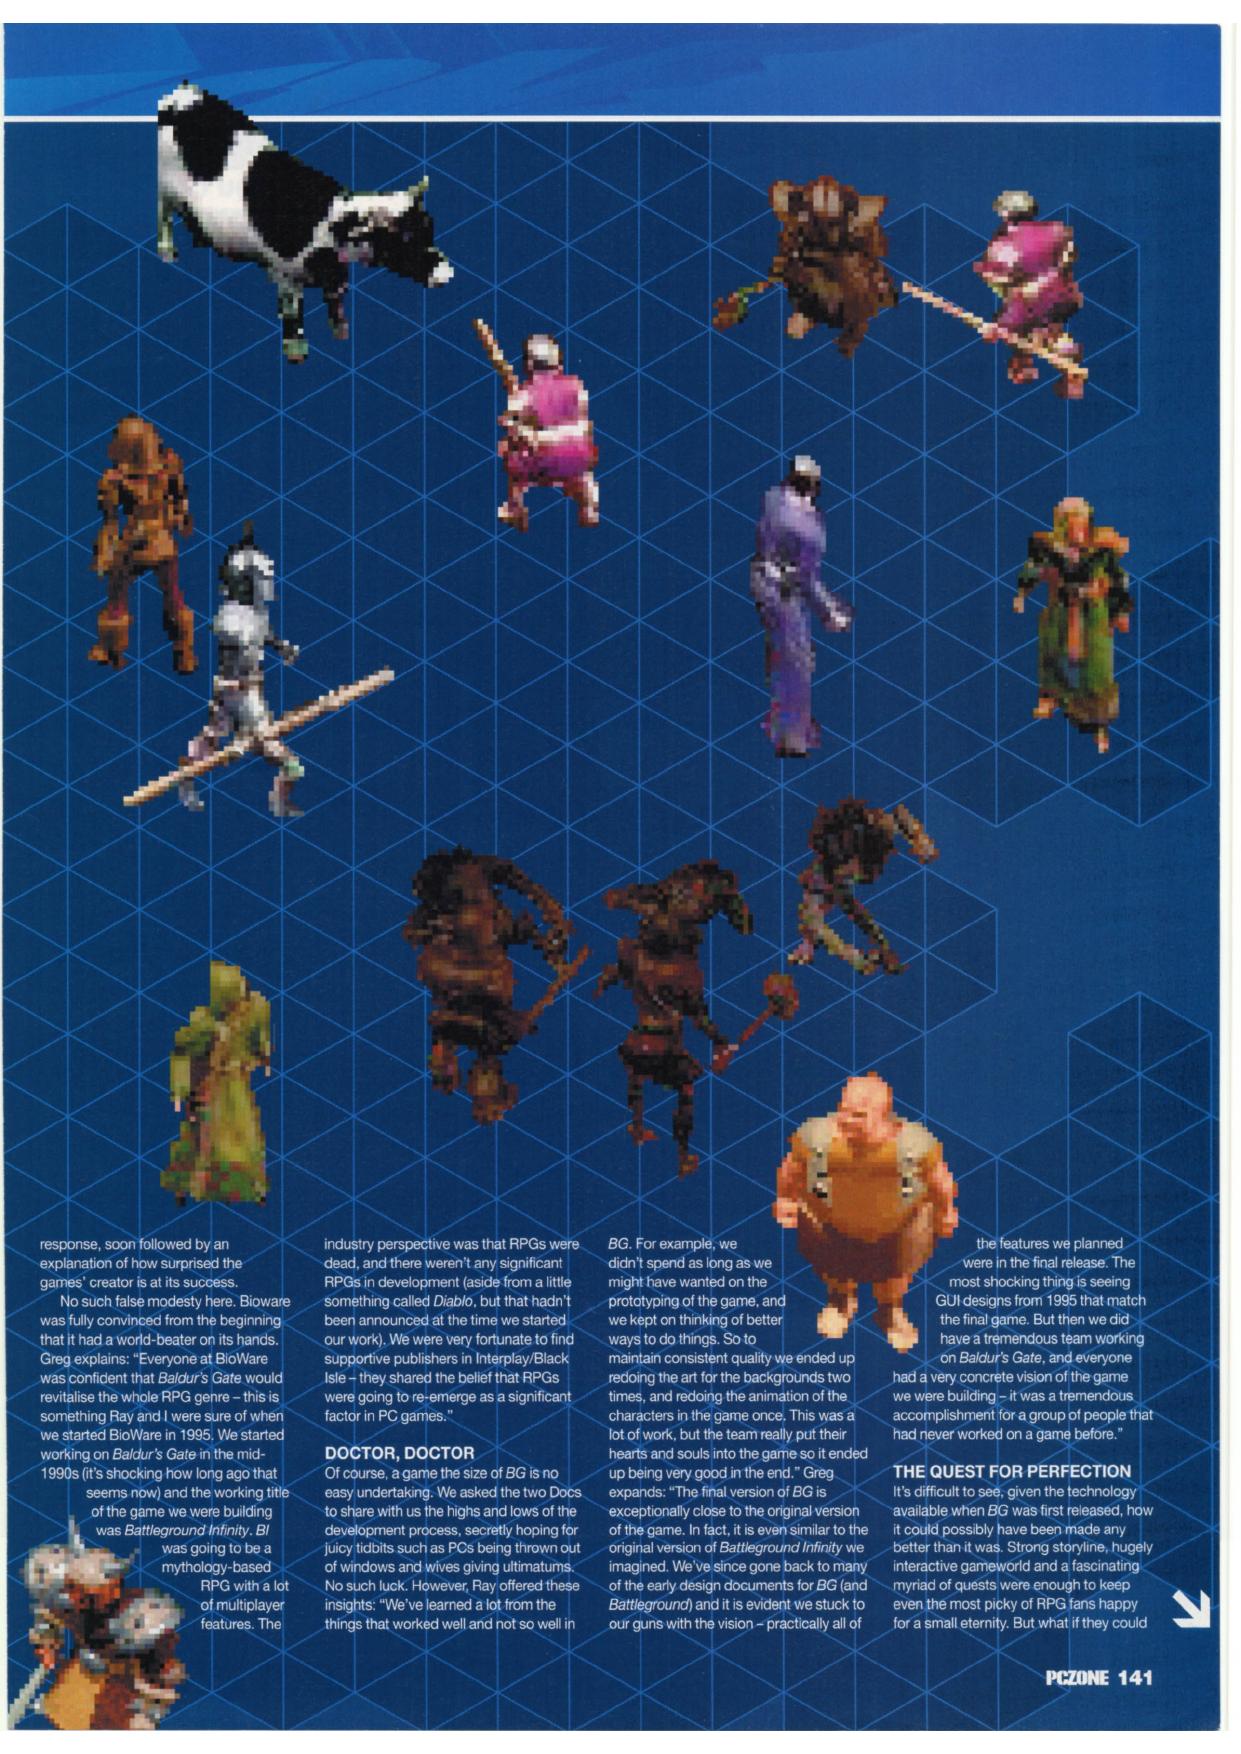 response, soon followed by an
explanation of how surprised the
games' creator is at its success.
No such false modesty here. Bioware
was fully convinced from the beginning
that it had a world-beater on its hands.
Greg explains: "Everyone at BioWare
was confident that Baldur's Gate would
revitalise the whole RPG genre – this is
something Ray and I were sure of when
we started BioWare in 1995. We started
working on Baldur's Gate in the mid-
1990s (it's shocking how long ago that
seems now) and the working title
of the game we were building
was Battleground Infinity. BI
was going to be a
mythology-based
RPG with a lot
of multiplayer
features. The
industry perspective was that RPGs were
dead, and there weren't any significant
RPGs in development (aside from a little
something called Diablo, but that hadn't
been announced at the time we started
our work). We were very fortunate to find
supportive publishers in Interplay/Black
Isle – they shared the belief that RPGs
were going to re-emerge as a significant
factor in PC games."
DOCTOR, DOCTOR
Of course, a game the size of BG is no
easy undertaking. We asked the two Docs
to share with us the highs and lows of the
development process, secretly hoping for
juicy tidbits such as PCs being thrown out
of windows and wives giving ultimatums.
No such luck. However, Ray offered these
insights: "We've learned a lot from the
things that worked well and not so well in
BG. For example, we
didn't spend as long as we
might have wanted on the
prototyping of the game, and
we kept on thinking of better
ways to do things. So to
maintain consistent quality we ended up
redoing the art for the backgrounds two
times, and redoing the animation of the
characters in the game once. This was a
lot of work, but the team really put their
hearts and souls into the game so it ended
up being very good in the end." Greg
expands: "The final version of BG is
exceptionally close to the original version
of the game. In fact, it is even similar to the
original version of Battleground Infinity we
imagined. We've since gone back to many
of the early design documents for BG (and
Battleground) and it is evident we stuck to
our guns with the vision – practically all of
the features we planned
were in the final release. The
most shocking thing is seeing
GUI designs from 1995 that match
the final game. But then we did
have a tremendous team working
on Baldur's Gate, and everyone
had a very concrete vision of the game
we were building – it was a tremendous
accomplishment for a group of people that
had never worked on a game before."
THE QUEST FOR PERFECTION
It's difficult to see, given the technology
available when BG was first released, how
it could possibly have been made any
better than it was. Strong storyline, hugely
interactive gameworld and a fascinating
myriad of quests were enough to keep
even the most picky of RPG fans happy
for a small eternity. But what if they could
PCZONE 141